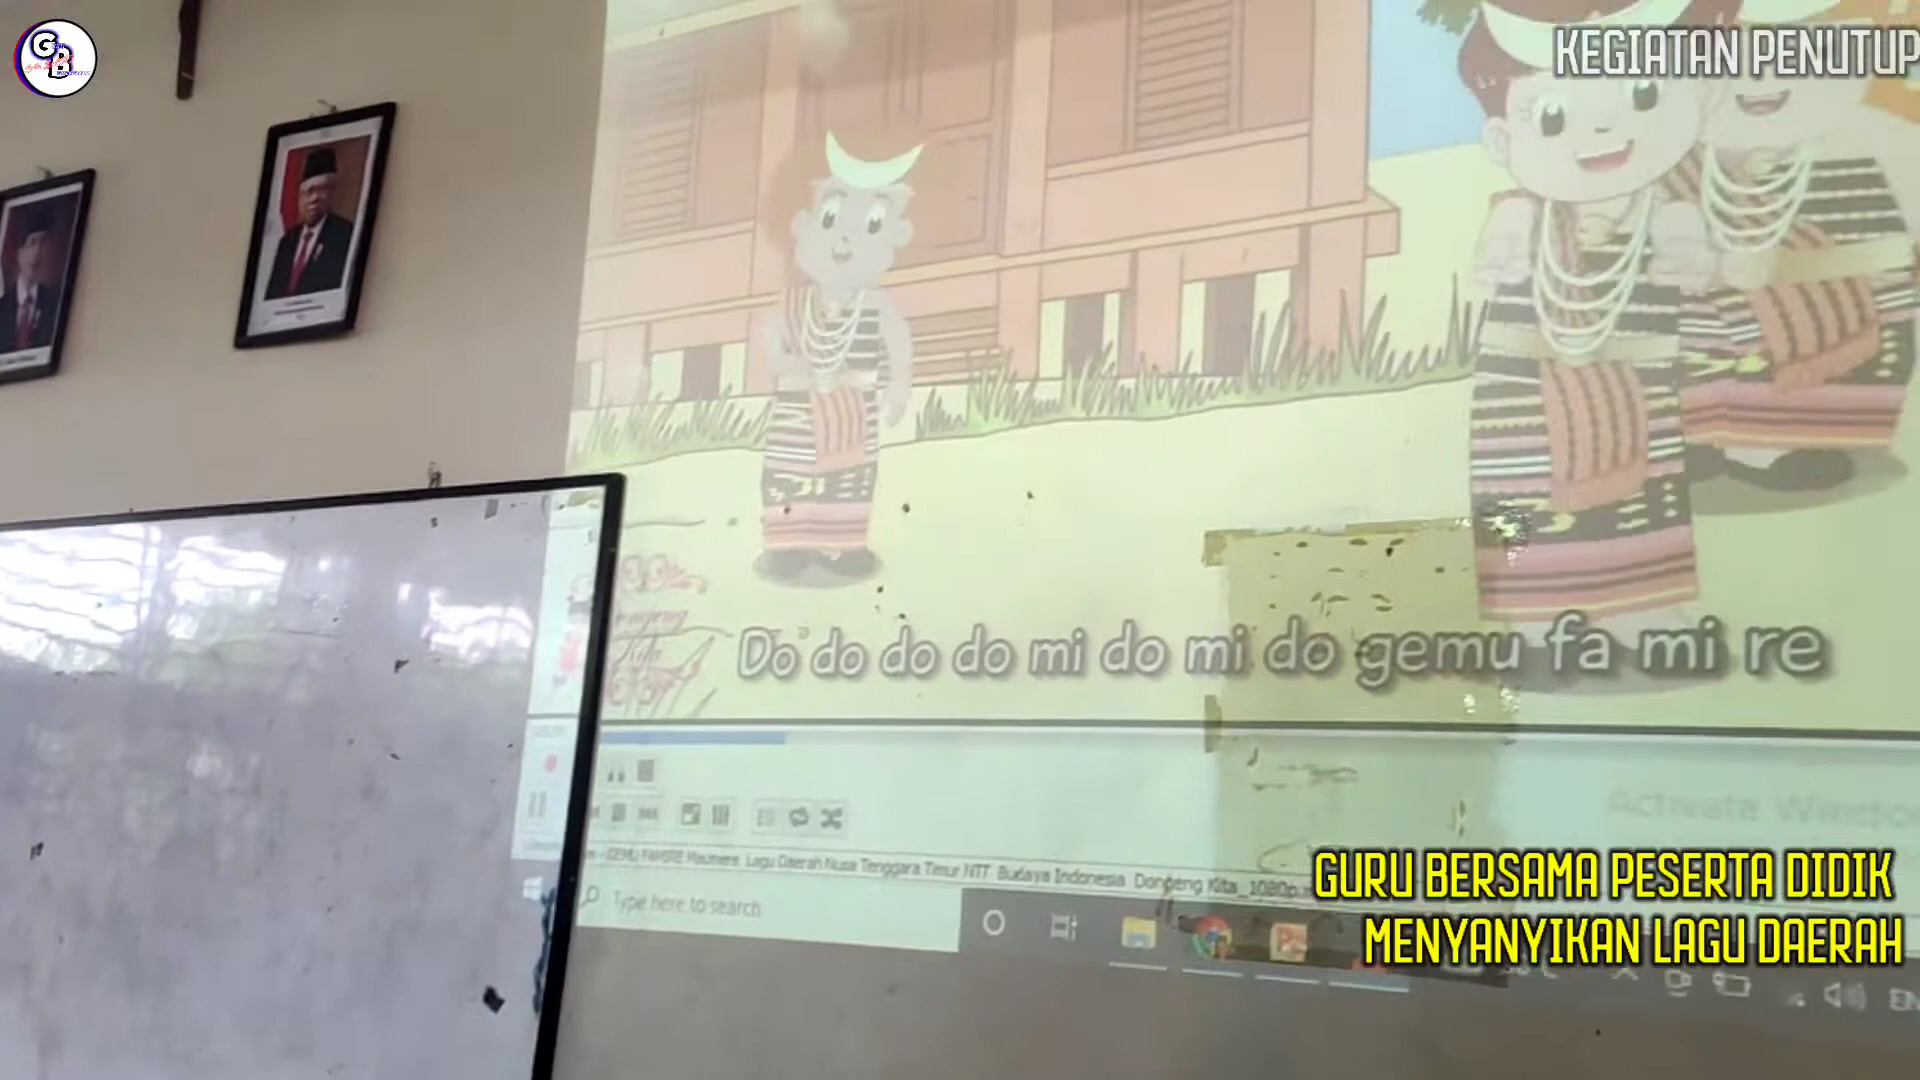 GB
KEGIATAN PENUTUP
Do do do do mi do mi do gemu fa mi re
Activate Windo
GEMU FAMIRE Maumere Lagu Daerah Nusa Tenggara Timur NTT Budaya Indonesia Dongeng Kita_1080p
Type here to search
GURU BERSAMA PESERTA DIDIK
MENYANYIKAN LAGU DAERAH
EN